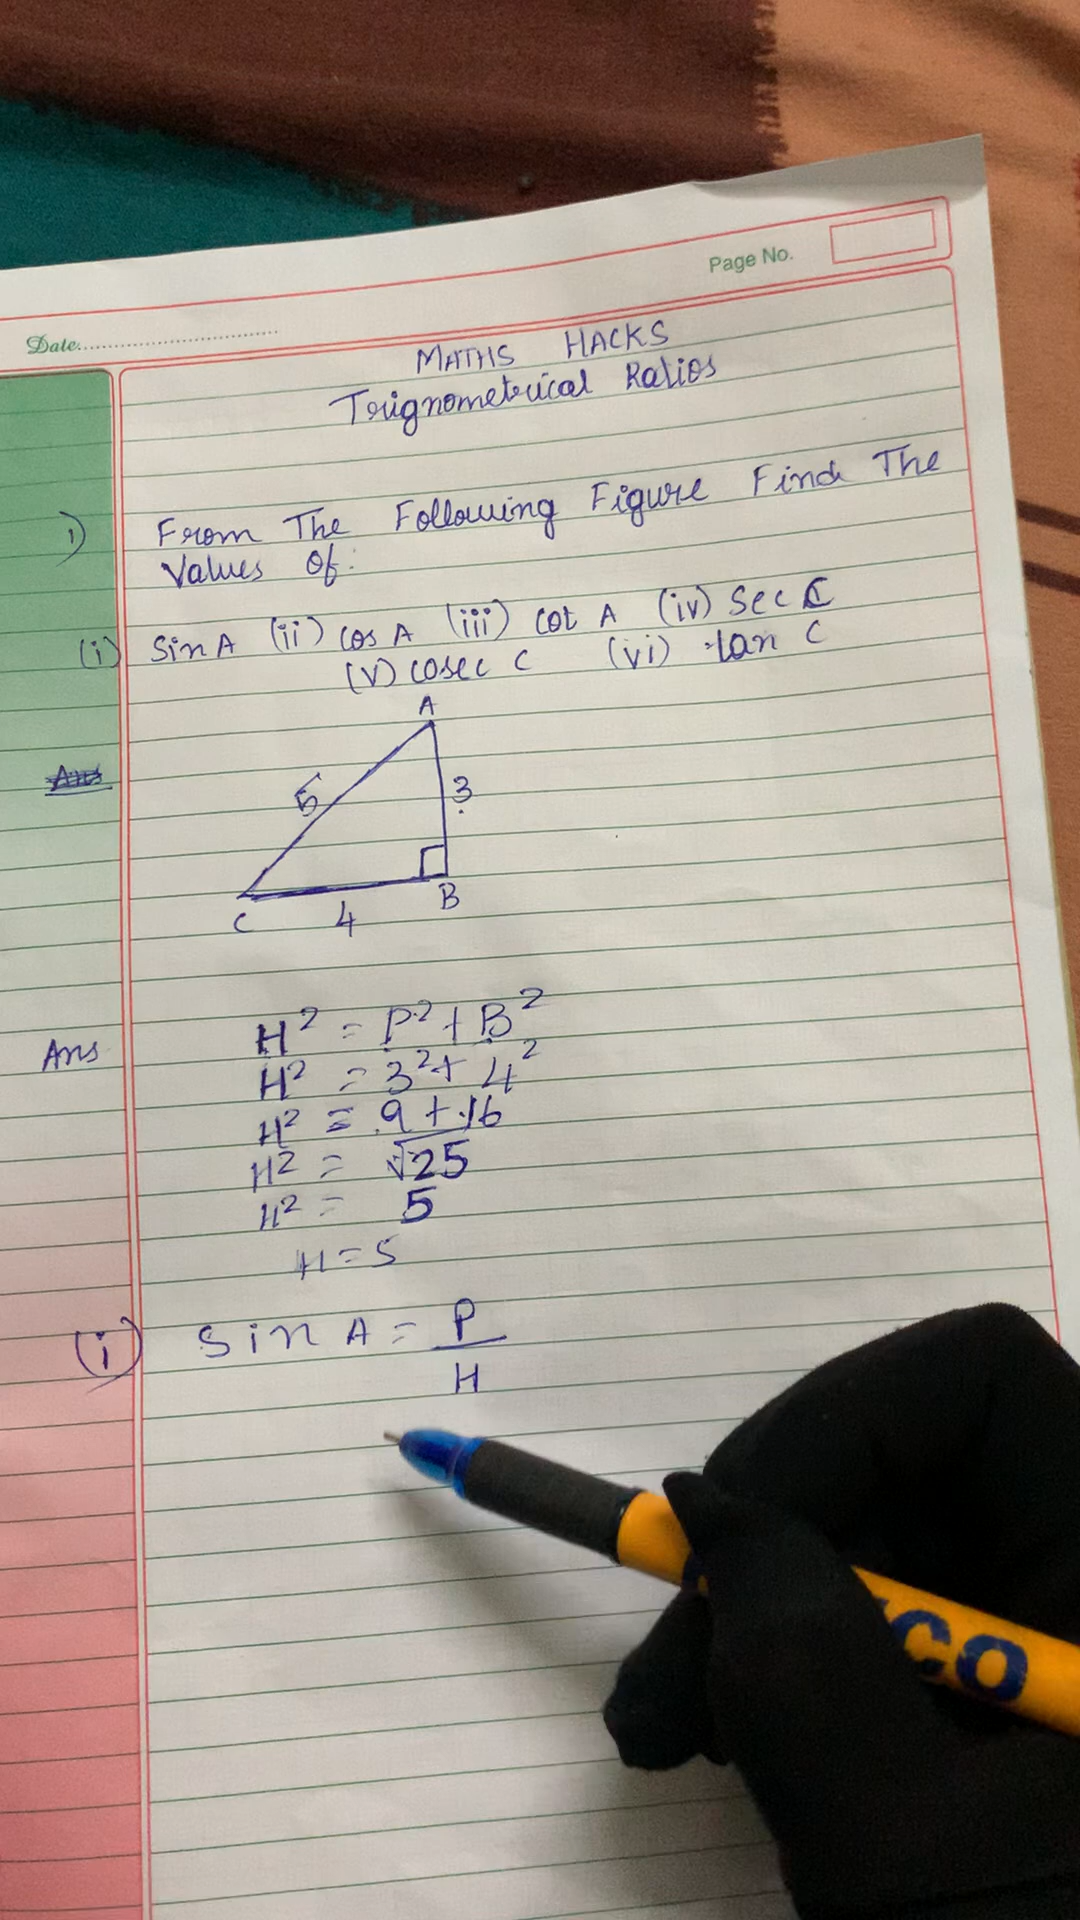 Page No.
Date
MATHS HACKS
Trignometrical Ratios
1) From The Following Figure Find The
Values Of:
(i) Sin A (ii) cos A (iii) cot A (iv) Sec C
(v) cosec C (vi) tan C
A
5
3
C
4
B
Ans
H² = P² + B²
H² = 3² + 4²
H² = 9 + 16
H² = √25
H² = 5
H = 5
(i) Sin A = P
H